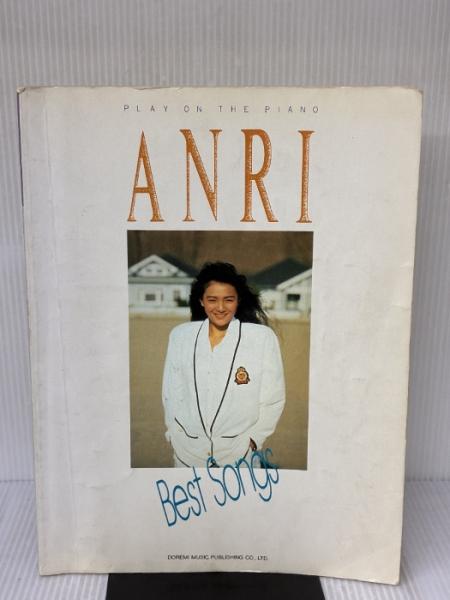 PLAY ON THE PIANO
ANRI
Best Songs
DOREMI MUSIC PUBLISHING CO., LTD.